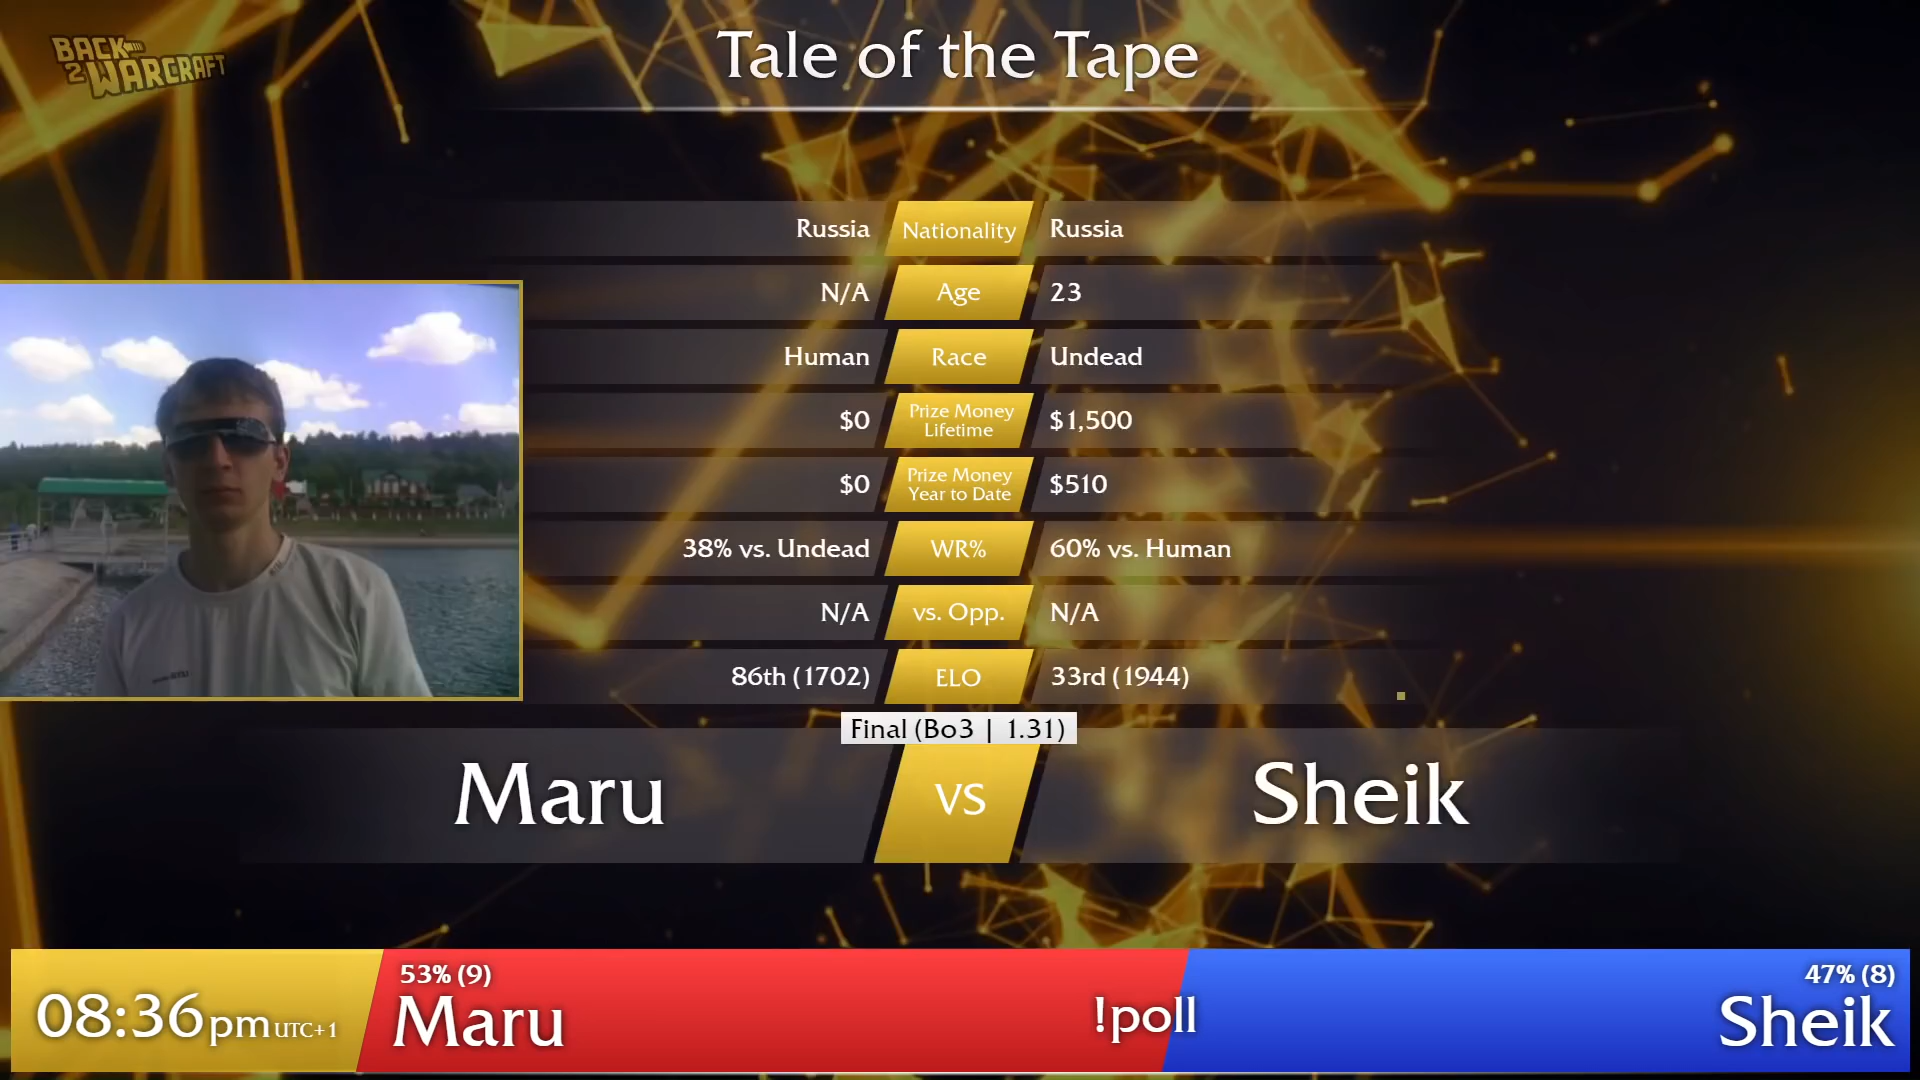 BACK
2 WARCRAFT
Tale of the Tape
Russia Nationality Russia
N/A Age 23
Human Race Undead
$0 Prize Money Lifetime $1,500
$0 Prize Money Year to Date $510
38% vs. Undead WR% 60% vs. Human
N/A vs. Opp. N/A
86th (1702) ELO 33rd (1944)
Final (Bo3 | 1.31)
Maru VS Sheik
08:36 pm UTC+1
53% (9)
Maru
!poll
47% (8)
Sheik